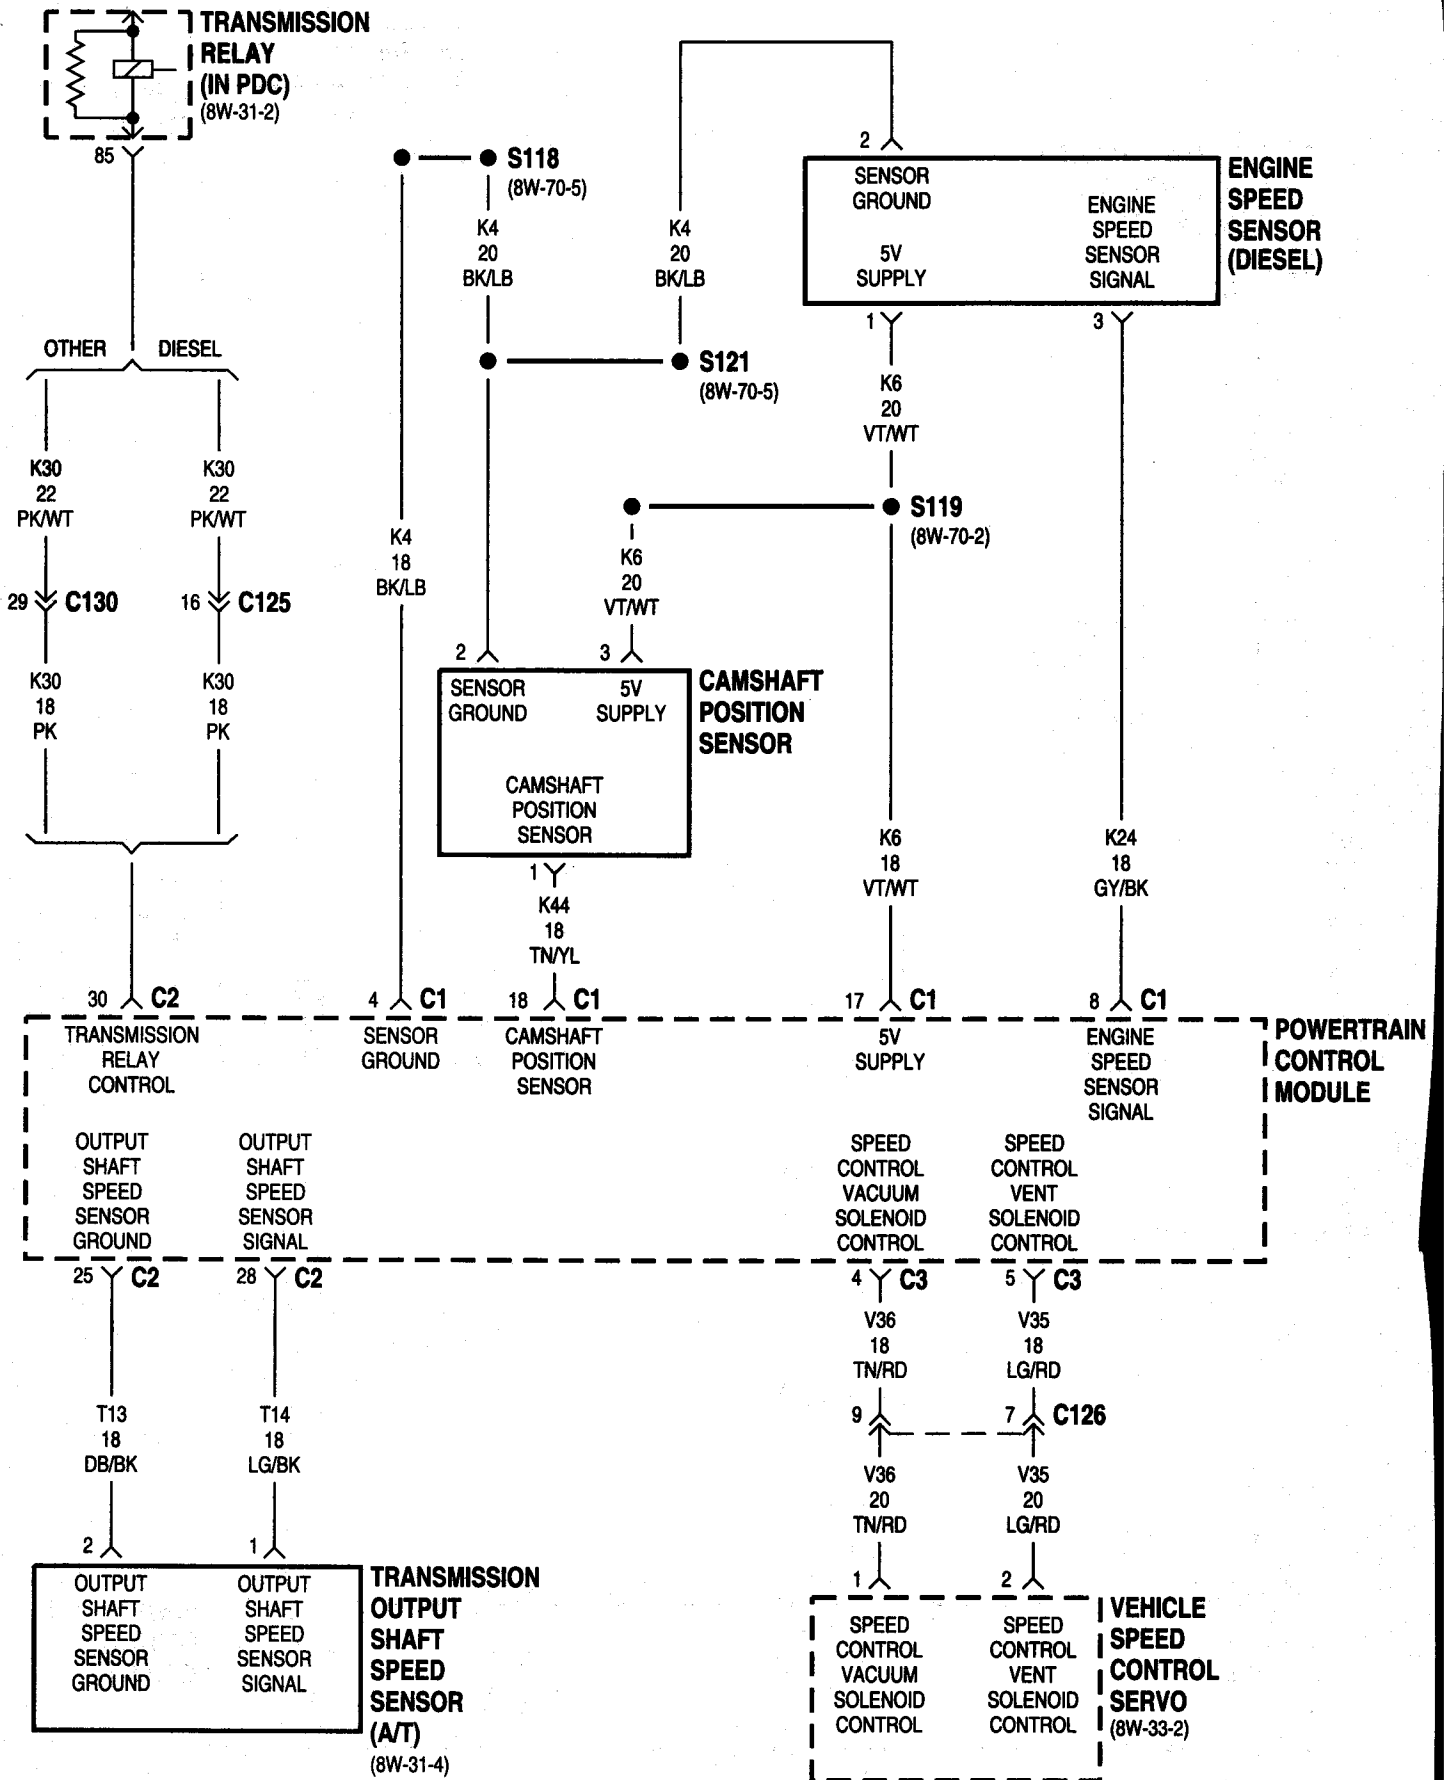 TRANSMISSION
RELAY
(IN PDC)
(8W-31-2)
85
OTHER
DIESEL
K30
22
PK/WT
K30
22
PK/WT
29
C130
16
C125
K30
18
PK
K30
18
PK
S118
(8W-70-5)
K4
20
BK/LB
K4
20
BK/LB
S121
(8W-70-5)
K4
18
BK/LB
2
SENSOR
GROUND
5V
SUPPLY
ENGINE
SPEED
SENSOR
SIGNAL
ENGINE
SPEED
SENSOR
(DIESEL)
1
3
K6
20
VT/WT
S119
(8W-70-2)
K6
20
VT/WT
2
3
SENSOR
GROUND
5V
SUPPLY
CAMSHAFT
POSITION
SENSOR
CAMSHAFT
POSITION
SENSOR
1
K44
18
TN/YL
K6
18
VT/WT
K24
18
GY/BK
30
C2
4
C1
18
C1
17
C1
8
C1
TRANSMISSION
RELAY
CONTROL
SENSOR
GROUND
CAMSHAFT
POSITION
SENSOR
5V
SUPPLY
ENGINE
SPEED
SENSOR
SIGNAL
POWERTRAIN
CONTROL
MODULE
OUTPUT
SHAFT
SPEED
SENSOR
GROUND
OUTPUT
SHAFT
SPEED
SENSOR
SIGNAL
SPEED
CONTROL
VACUUM
SOLENOID
CONTROL
SPEED
CONTROL
VENT
SOLENOID
CONTROL
25
C2
28
C2
4
C3
5
C3
V36
18
TN/RD
V35
18
LG/RD
T13
18
DB/BK
T14
18
LG/BK
9
7
C126
V36
20
TN/RD
V35
20
LG/RD
2
1
1
2
OUTPUT
SHAFT
SPEED
SENSOR
GROUND
OUTPUT
SHAFT
SPEED
SENSOR
SIGNAL
TRANSMISSION
OUTPUT
SHAFT
SPEED
SENSOR
(A/T)
(8W-31-4)
SPEED
CONTROL
VACUUM
SOLENOID
CONTROL
SPEED
CONTROL
VENT
SOLENOID
CONTROL
VEHICLE
SPEED
CONTROL
SERVO
(8W-33-2)